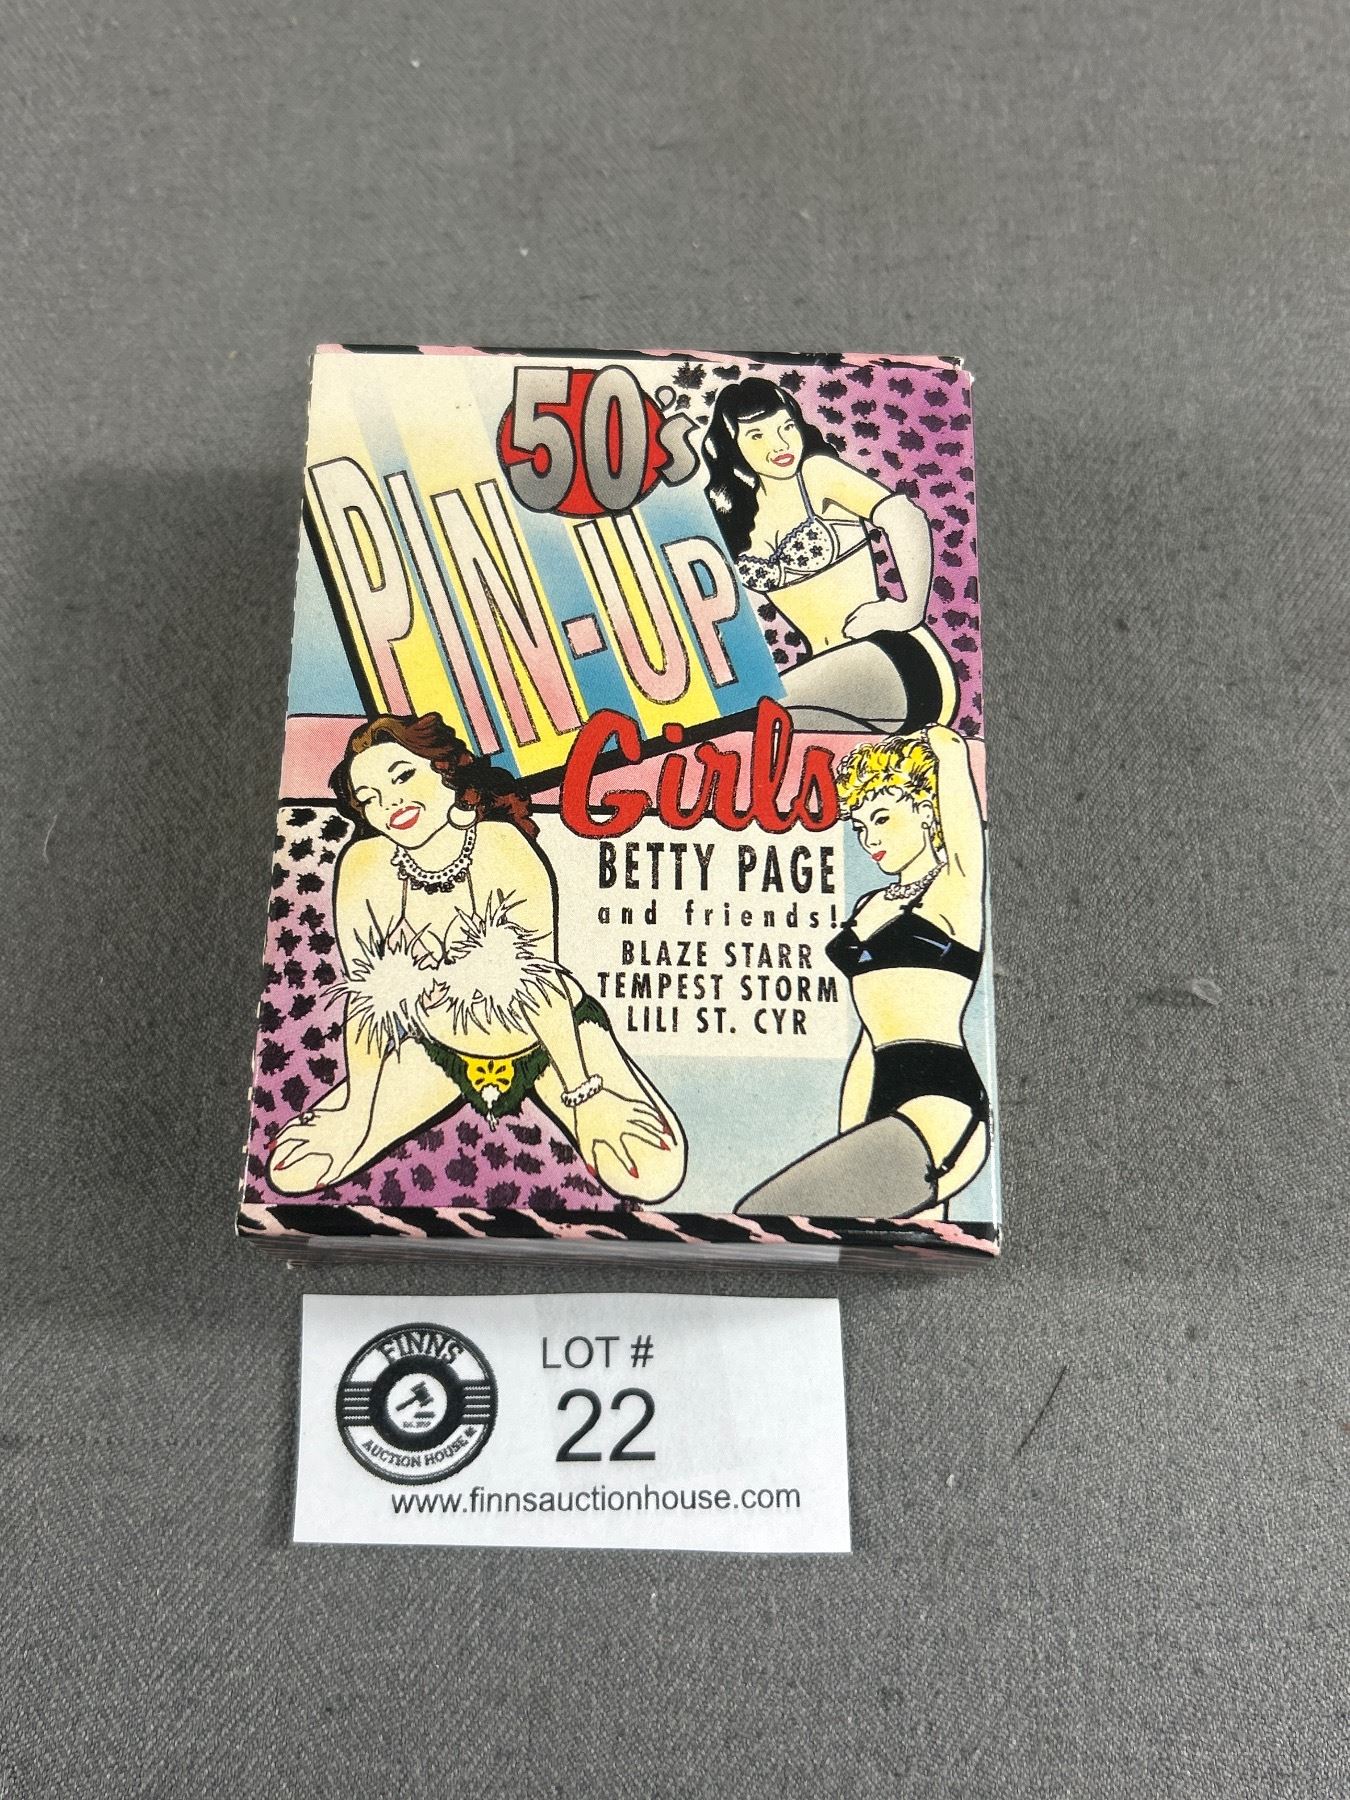 50's
PIN-UP
Girls
BETTY PAGE
and friends!
BLAZE STARR
TEMPEST STORM
LILI ST. CYR
FINNS
AUCTION HOUSE
LOT #
22
www.finnsauctionhouse.com